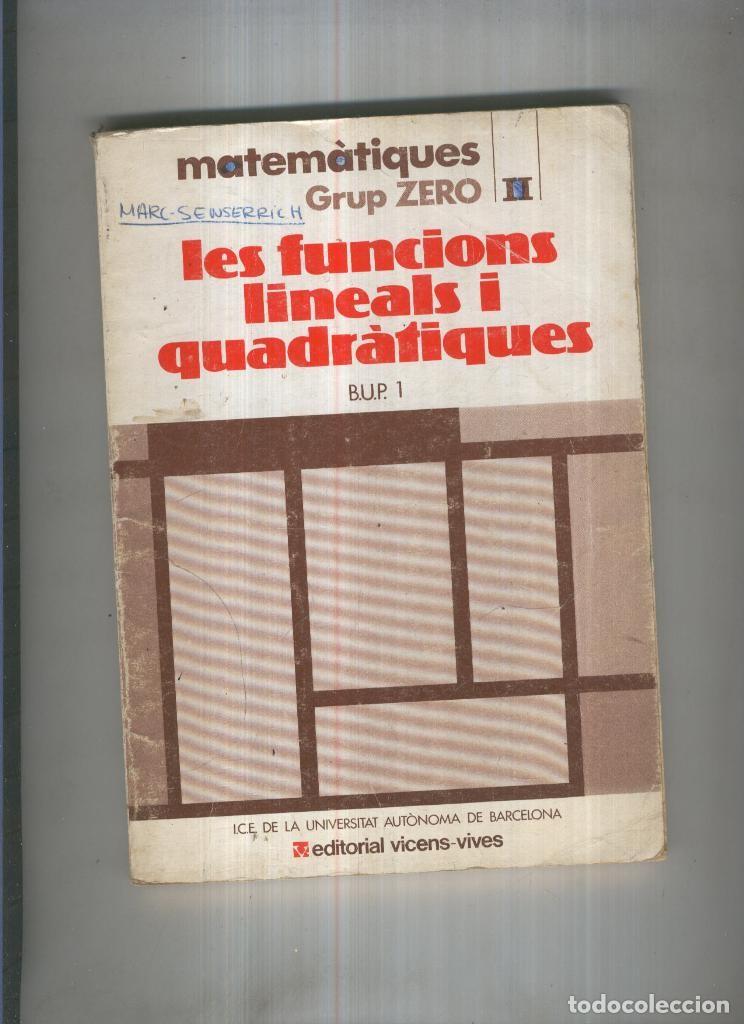 matemàtiques
Grup ZERO II
MARC-SENSERRICH
les funcions
lineals i
quadràtiques
B.U.P. 1
I.C.E. DE LA UNIVERSITAT AUTÒNOMA DE BARCELONA
editorial vicens-vives
todocoleccion